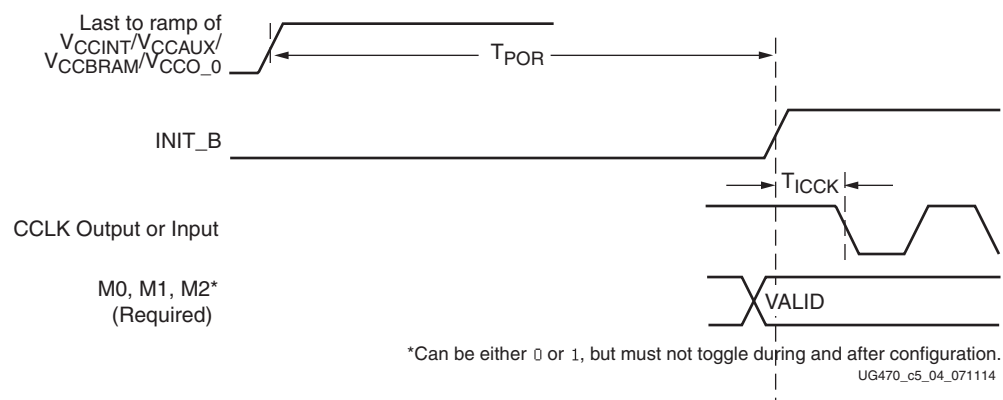 Last to ramp of
VCCINT/VCCAUX/
VCCBRAM/VCCO_0
TPOR
INIT_B
TICCK
CCLK Output or Input
M0, M1, M2*
(Required)
VALID
*Can be either 0 or 1, but must not toggle during and after configuration.
UG470_c5_04_071114